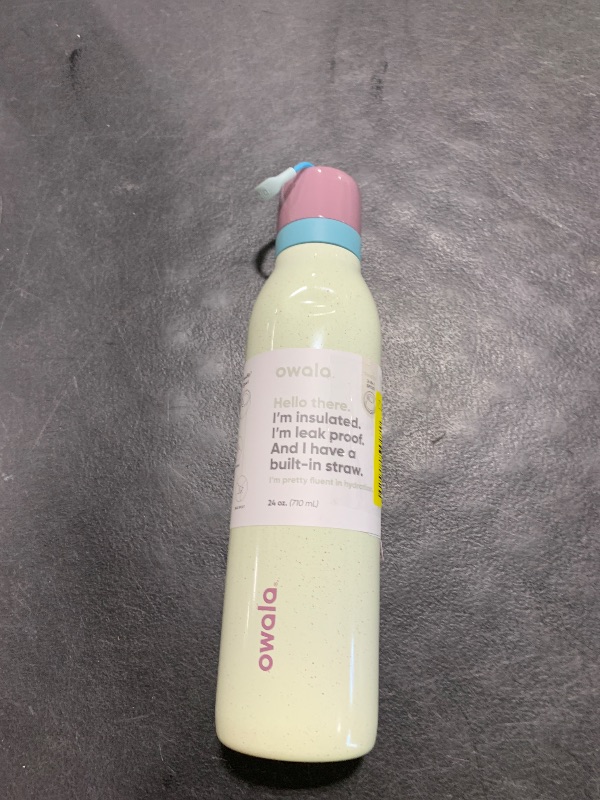 owala
Hello there.
I'm insulated.
I'm leak proof.
And I have a
built-in straw.
I'm pretty fluent in hydration.
24 oz. (710 mL)
owala